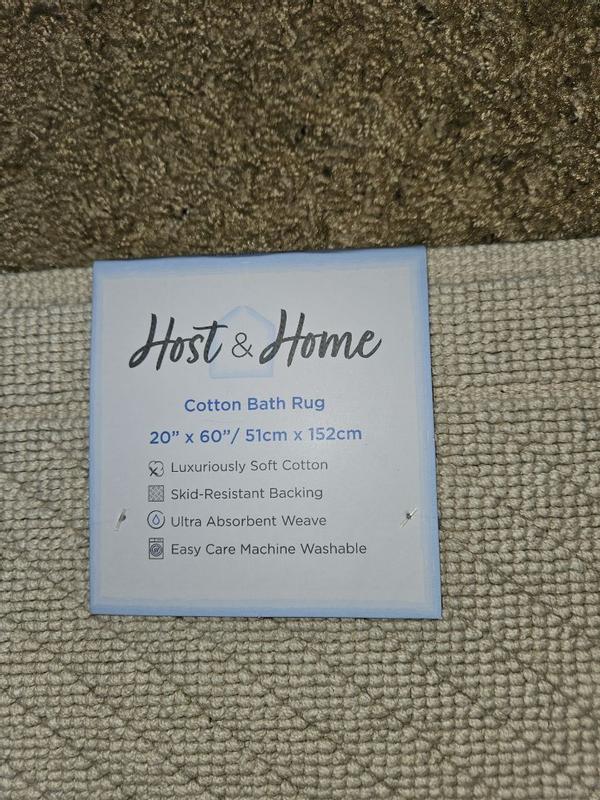 Host & Home
Cotton Bath Rug
20” x 60”/ 51cm x 152cm
Luxuriously Soft Cotton
Skid-Resistant Backing
Ultra Absorbent Weave
Easy Care Machine Washable